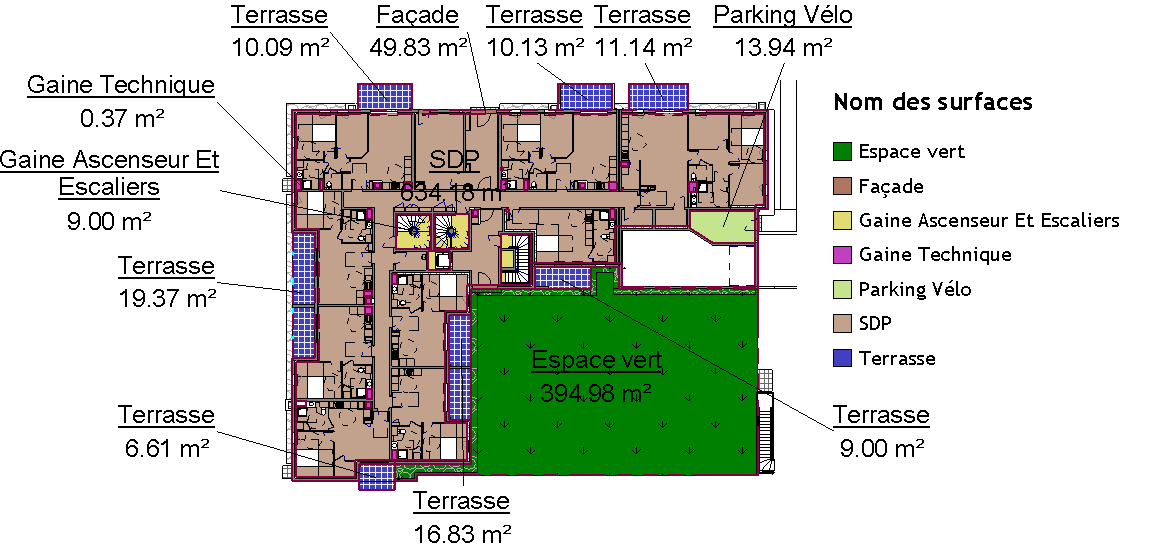 Terrasse
10.09 m²
Façade
49.83 m²
Terrasse
10.13 m²
Terrasse
11.14 m²
Parking Vélo
13.94 m²
Gaine Technique
0.37 m²
Gaine Ascenseur Et
Escaliers
9.00 m²
SDP
634.18 m
Terrasse
19.37 m²
Espace vert
394.98 m²
Terrasse
6.61 m²
Terrasse
16.83 m²
Terrasse
9.00 m²
Nom des surfaces
Espace vert
Façade
Gaine Ascenseur Et Escaliers
Gaine Technique
Parking Vélo
SDP
Terrasse